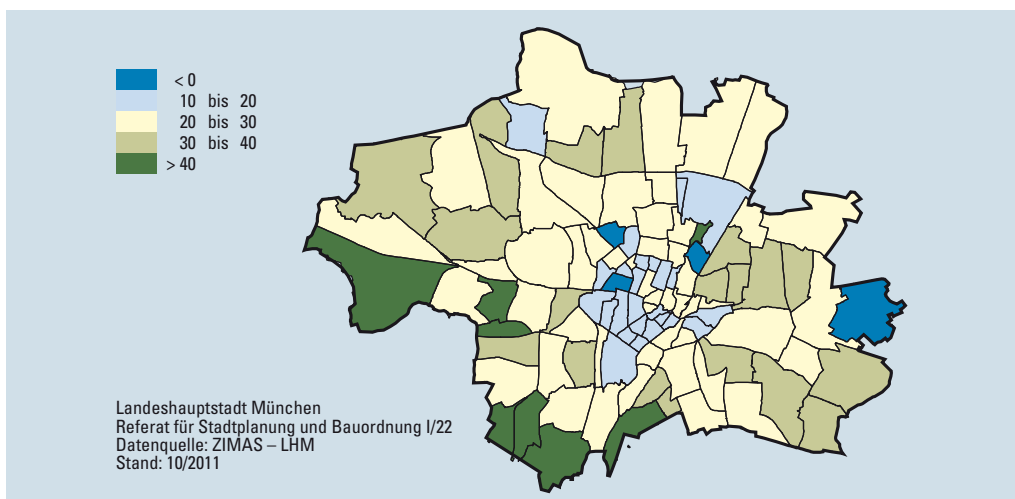 < 0
10 bis 20
20 bis 30
30 bis 40
> 40
Landeshauptstadt München
Referat für Stadtplanung und Bauordnung I/22
Datenquelle: ZIMAS – LHM
Stand: 10/2011